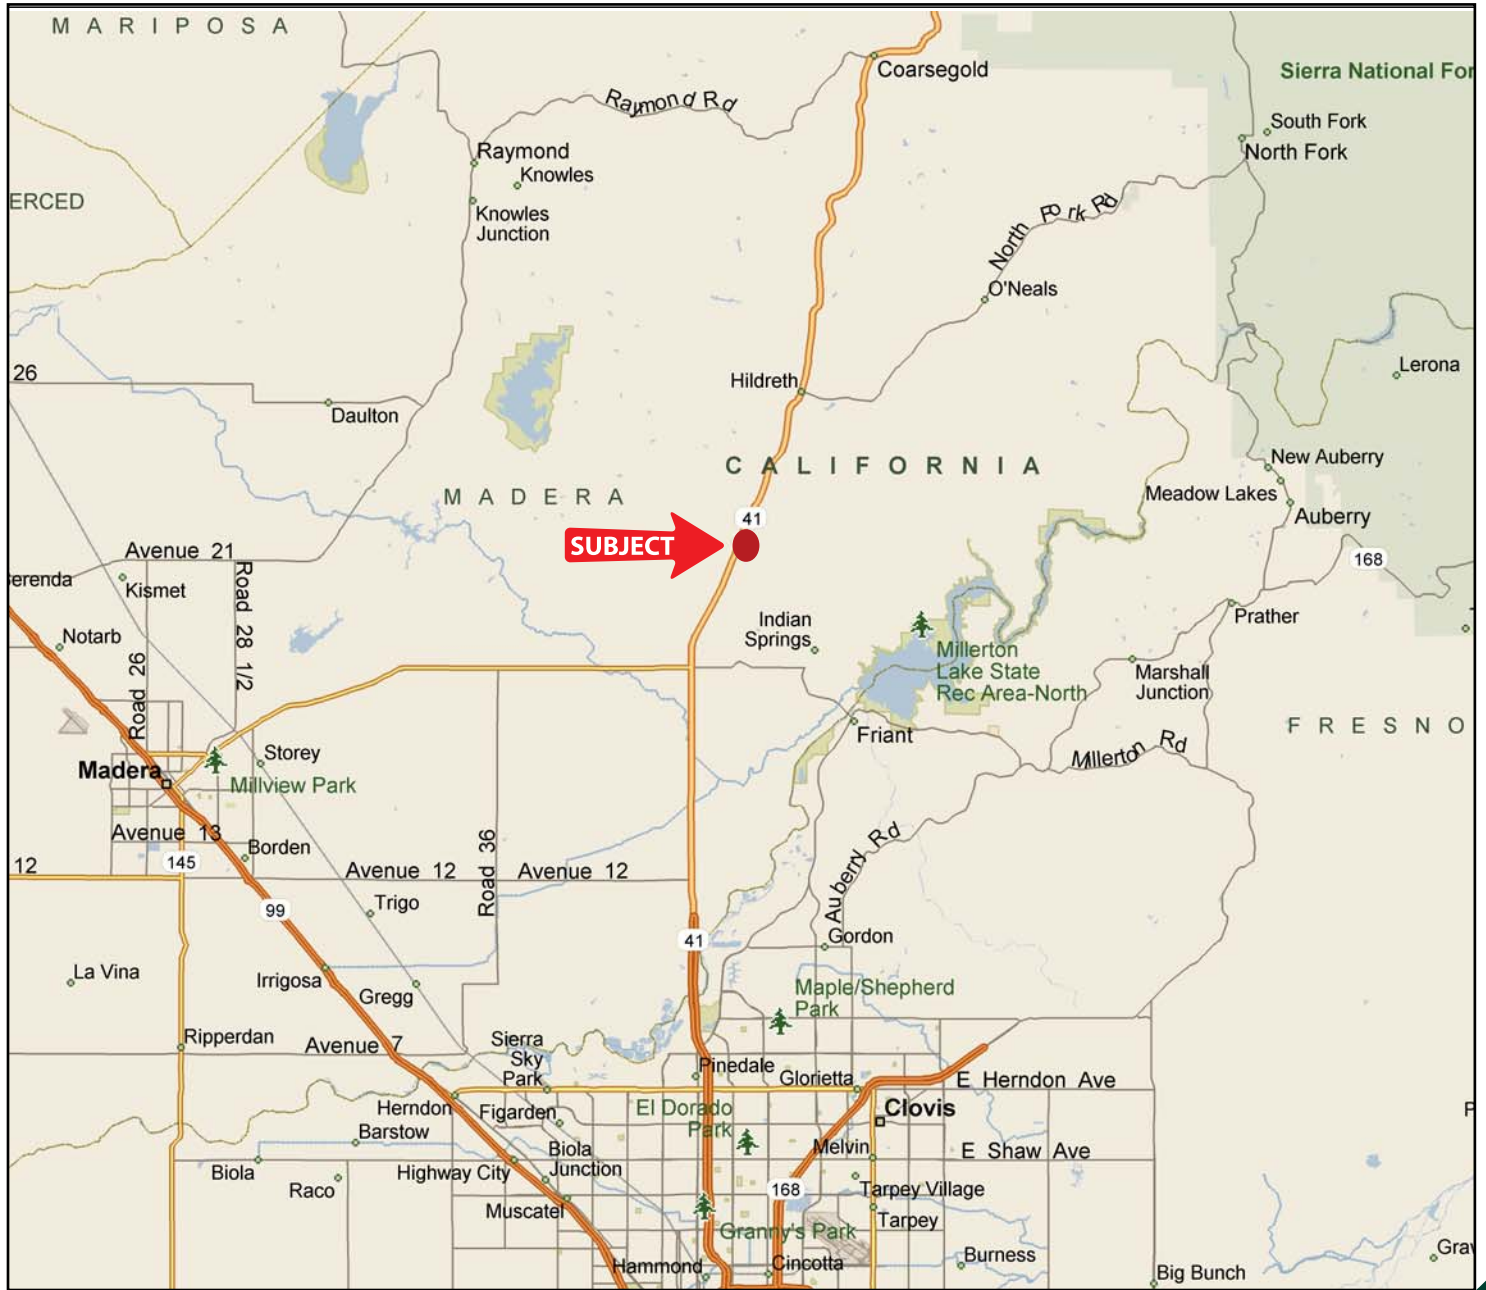 MARIPOSA
Coarsegold
Sierra National For
Raymond Rd
South Fork
North Fork
Raymond
Knowles
ERCED
Knowles
Junction
North Fork Rd
O'Neals
26
Hildreth
Lerona
Daulton
CALIFORNIA
New Auberry
MADERA
Meadow Lakes
Auberry
41
SUBJECT
168
Avenue 21
erenda
Kismet
Road 28 1/2
Indian
Springs
Prather
Notarb
Road 26
Millerton
Lake State
Rec Area-North
Marshall
Junction
FRESNO
Friant
Storey
Millerton Rd
Madera
Millview Park
Avenue 13
Borden
145
12
Avenue 12
Road 36
Avenue 12
Auberry Rd
99
Trigo
41
Gordon
La Vina
Irrigosa
Gregg
Maple/Shepherd
Park
Ripperdan
Avenue 7
Sierra
Sky
Park
Pinedale
Glorietta
E Herndon Ave
Herndon
Figarden
El Dorado
Park
Clovis
P
Barstow
Biola
Junction
Melvin
E Shaw Ave
Biola
Highway City
Raco
168
Tarpey Village
Muscatel
Tarpey
Granny's Park
Hammond
Cincotta
Burness
Gra
Big Bunch